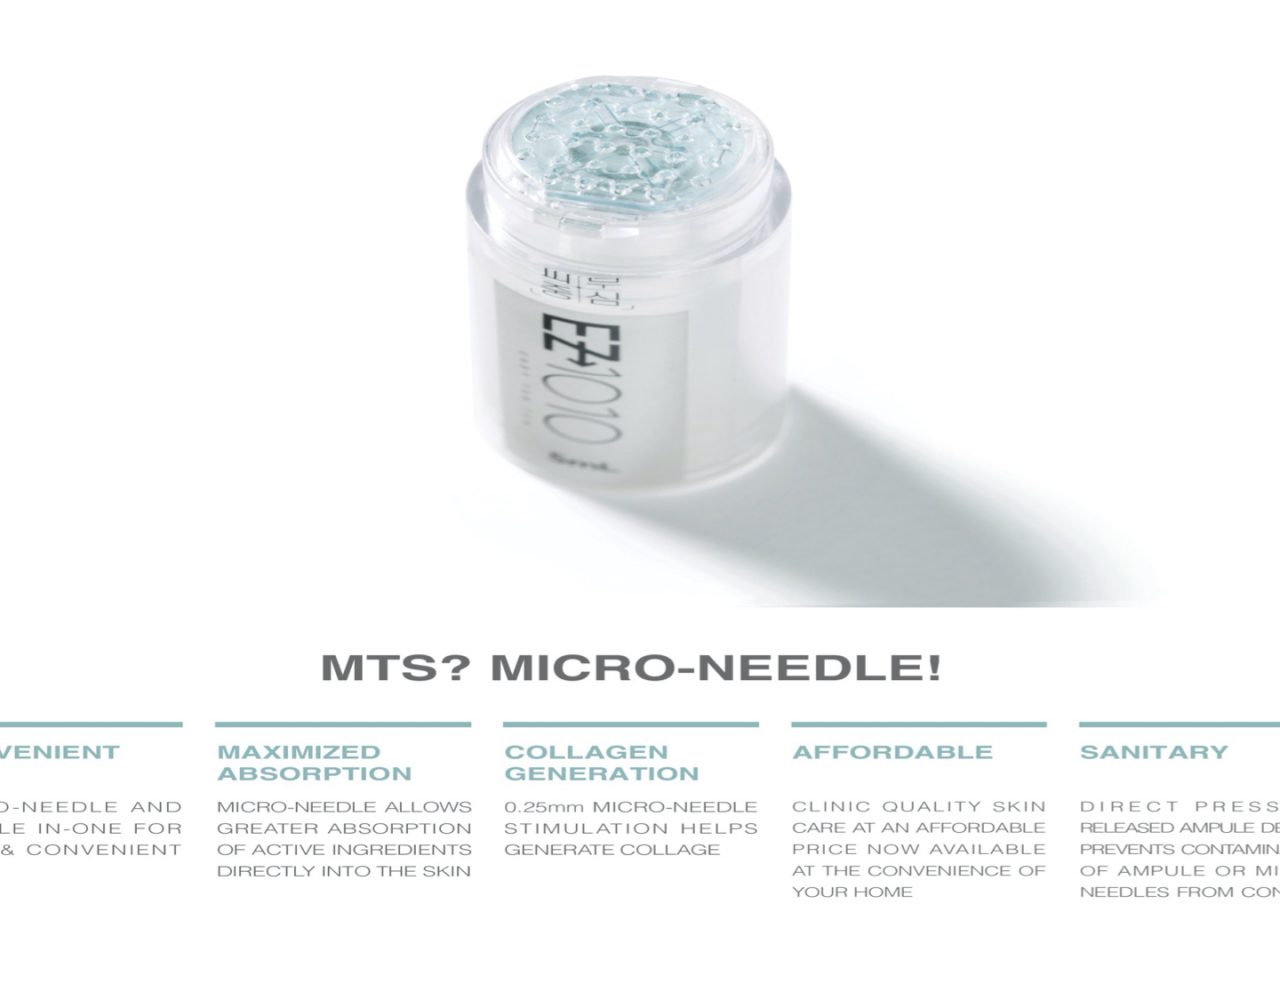 EZ+1010
MTS? MICRO-NEEDLE!
MAXIMIZED
ABSORPTION
MICRO-NEEDLE ALLOWS
GREATER ABSORPTION
OF ACTIVE INGREDIENTS
DIRECTLY INTO THE SKIN
COLLAGEN
GENERATION
0.25mm MICRO-NEEDLE
STIMULATION HELPS
GENERATE COLLAGE
AFFORDABLE
CLINIC QUALITY SKIN
CARE AT AN AFFORDABLE
PRICE NOW AVAILABLE
AT THE CONVENIENCE OF
YOUR HOME
VENIENT
O-NEEDLE AND
LE IN-ONE FOR
& CONVENIENT
SANITARY
DIRECT PRESS
RELEASED AMPULE DE
PREVENTS CONTAMIN
OF AMPULE OR MI
NEEDLES FROM CON